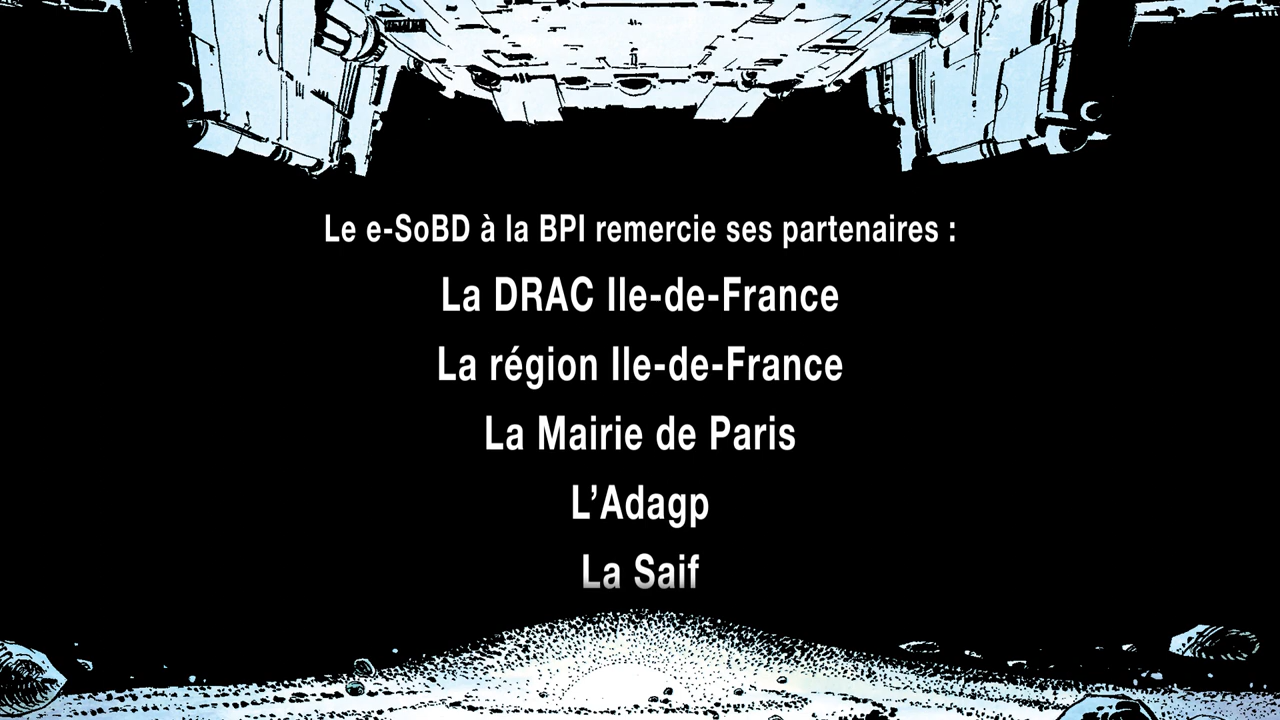 Le e-SoBD à la BPI remercie ses partenaires :
La DRAC Ile-de-France
La région Ile-de-France
La Mairie de Paris
L’Adagp
La Saif